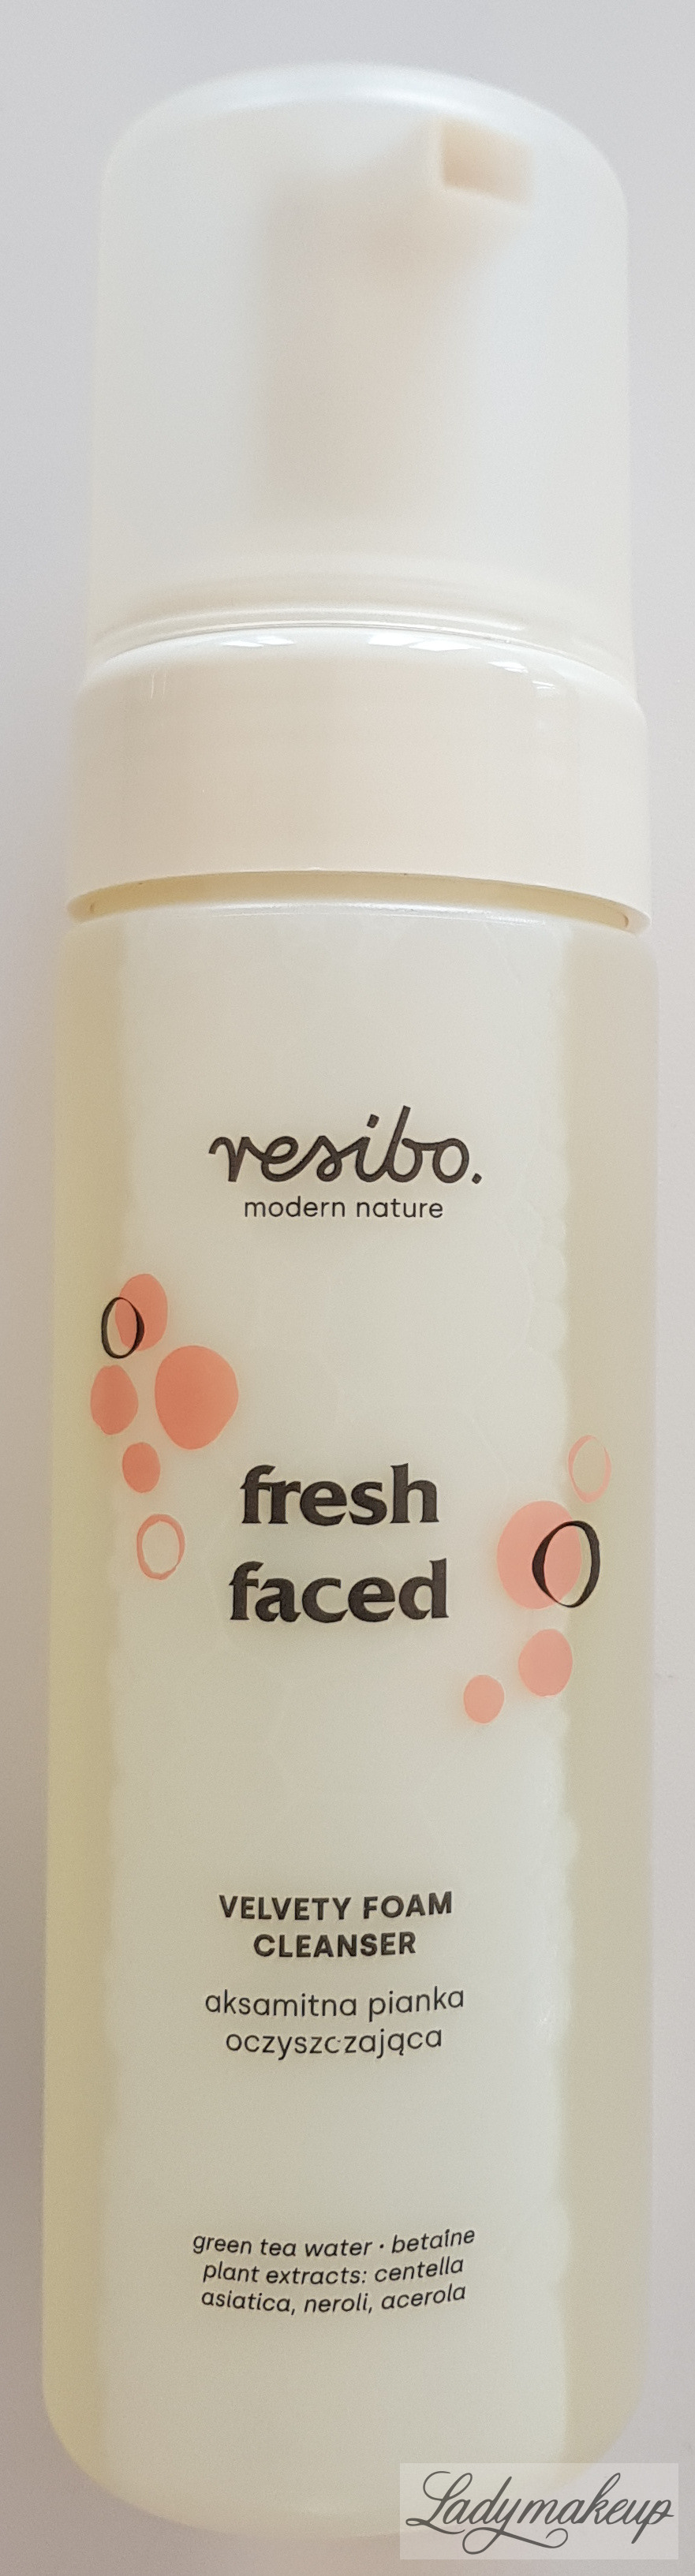 resibo.
modern nature
fresh
faced
VELVETY FOAM
CLEANSER
aksamitna pianka
oczyszczająca
green tea water · betaine
plant extracts: centella
asiatica, neroli, acerola
Ladymakeup